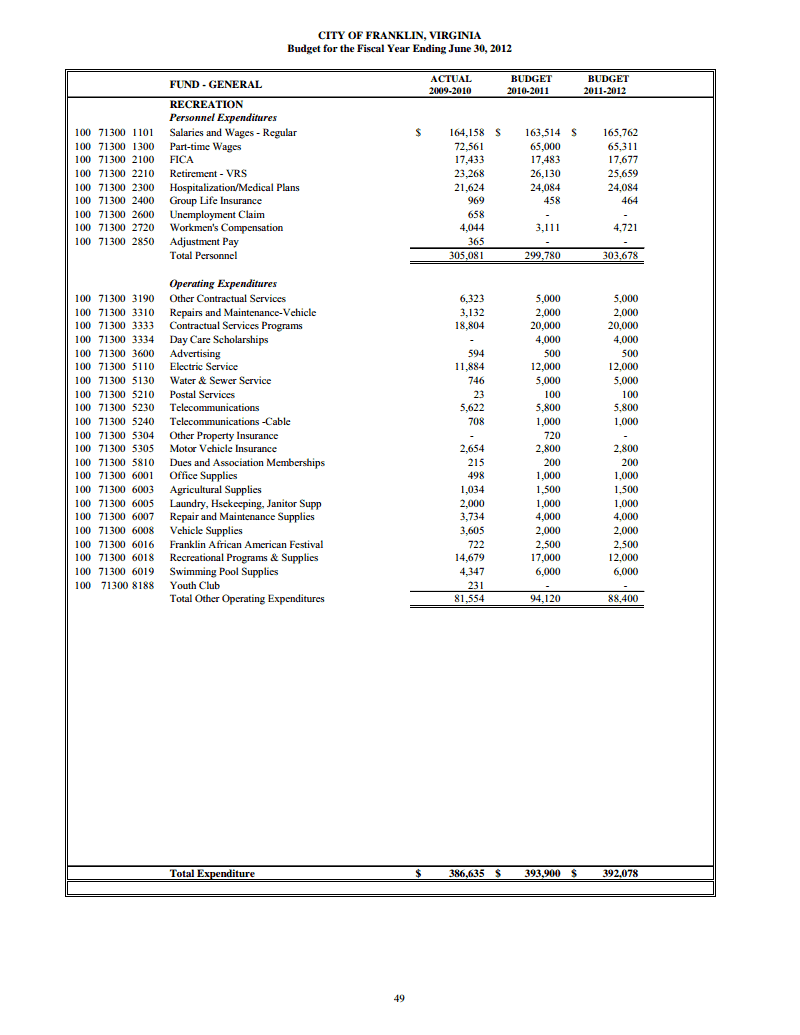 CITY OF FRANKLIN, VIRGINIA
Budget for the Fiscal Year Ending June 30, 2012
FUND - GENERAL ACTUAL 2009-2010 BUDGET 2010-2011 BUDGET 2011-2012
RECREATION
Personnel Expenditures
100 71300 1101 Salaries and Wages - Regular $ 164,158 $ 163,514 $ 165,762
100 71300 1300 Part-time Wages 72,561 65,000 65,311
100 71300 2100 FICA 17,433 17,483 17,677
100 71300 2210 Retirement - VRS 23,268 26,130 25,659
100 71300 2300 Hospitalization/Medical Plans 21,624 24,084 24,084
100 71300 2400 Group Life Insurance 969 458 464
100 71300 2600 Unemployment Claim 658 - -
100 71300 2720 Workmen's Compensation 4,044 3,111 4,721
100 71300 2850 Adjustment Pay 365 - -
Total Personnel 305,081 299,780 303,678
Operating Expenditures
100 71300 3190 Other Contractual Services 6,323 5,000 5,000
100 71300 3310 Repairs and Maintenance-Vehicle 3,132 2,000 2,000
100 71300 3333 Contractual Services Programs 18,804 20,000 20,000
100 71300 3334 Day Care Scholarships - 4,000 4,000
100 71300 3600 Advertising 594 500 500
100 71300 5110 Electric Service 11,884 12,000 12,000
100 71300 5130 Water & Sewer Service 746 5,000 5,000
100 71300 5210 Postal Services 23 100 100
100 71300 5230 Telecommunications 5,622 5,800 5,800
100 71300 5240 Telecommunications -Cable 708 1,000 1,000
100 71300 5304 Other Property Insurance - 720 -
100 71300 5305 Motor Vehicle Insurance 2,654 2,800 2,800
100 71300 5810 Dues and Association Memberships 215 200 200
100 71300 6001 Office Supplies 498 1,000 1,000
100 71300 6003 Agricultural Supplies 1,034 1,500 1,500
100 71300 6005 Laundry, Hsekeeping, Janitor Supp 2,000 1,000 1,000
100 71300 6007 Repair and Maintenance Supplies 3,734 4,000 4,000
100 71300 6008 Vehicle Supplies 3,605 2,000 2,000
100 71300 6016 Franklin African American Festival 722 2,500 2,500
100 71300 6018 Recreational Programs & Supplies 14,679 17,000 12,000
100 71300 6019 Swimming Pool Supplies 4,347 6,000 6,000
100 71300 8188 Youth Club 231 - -
Total Other Operating Expenditures 81,554 94,120 88,400
Total Expenditure $ 386,635 $ 393,900 $ 392,078
49